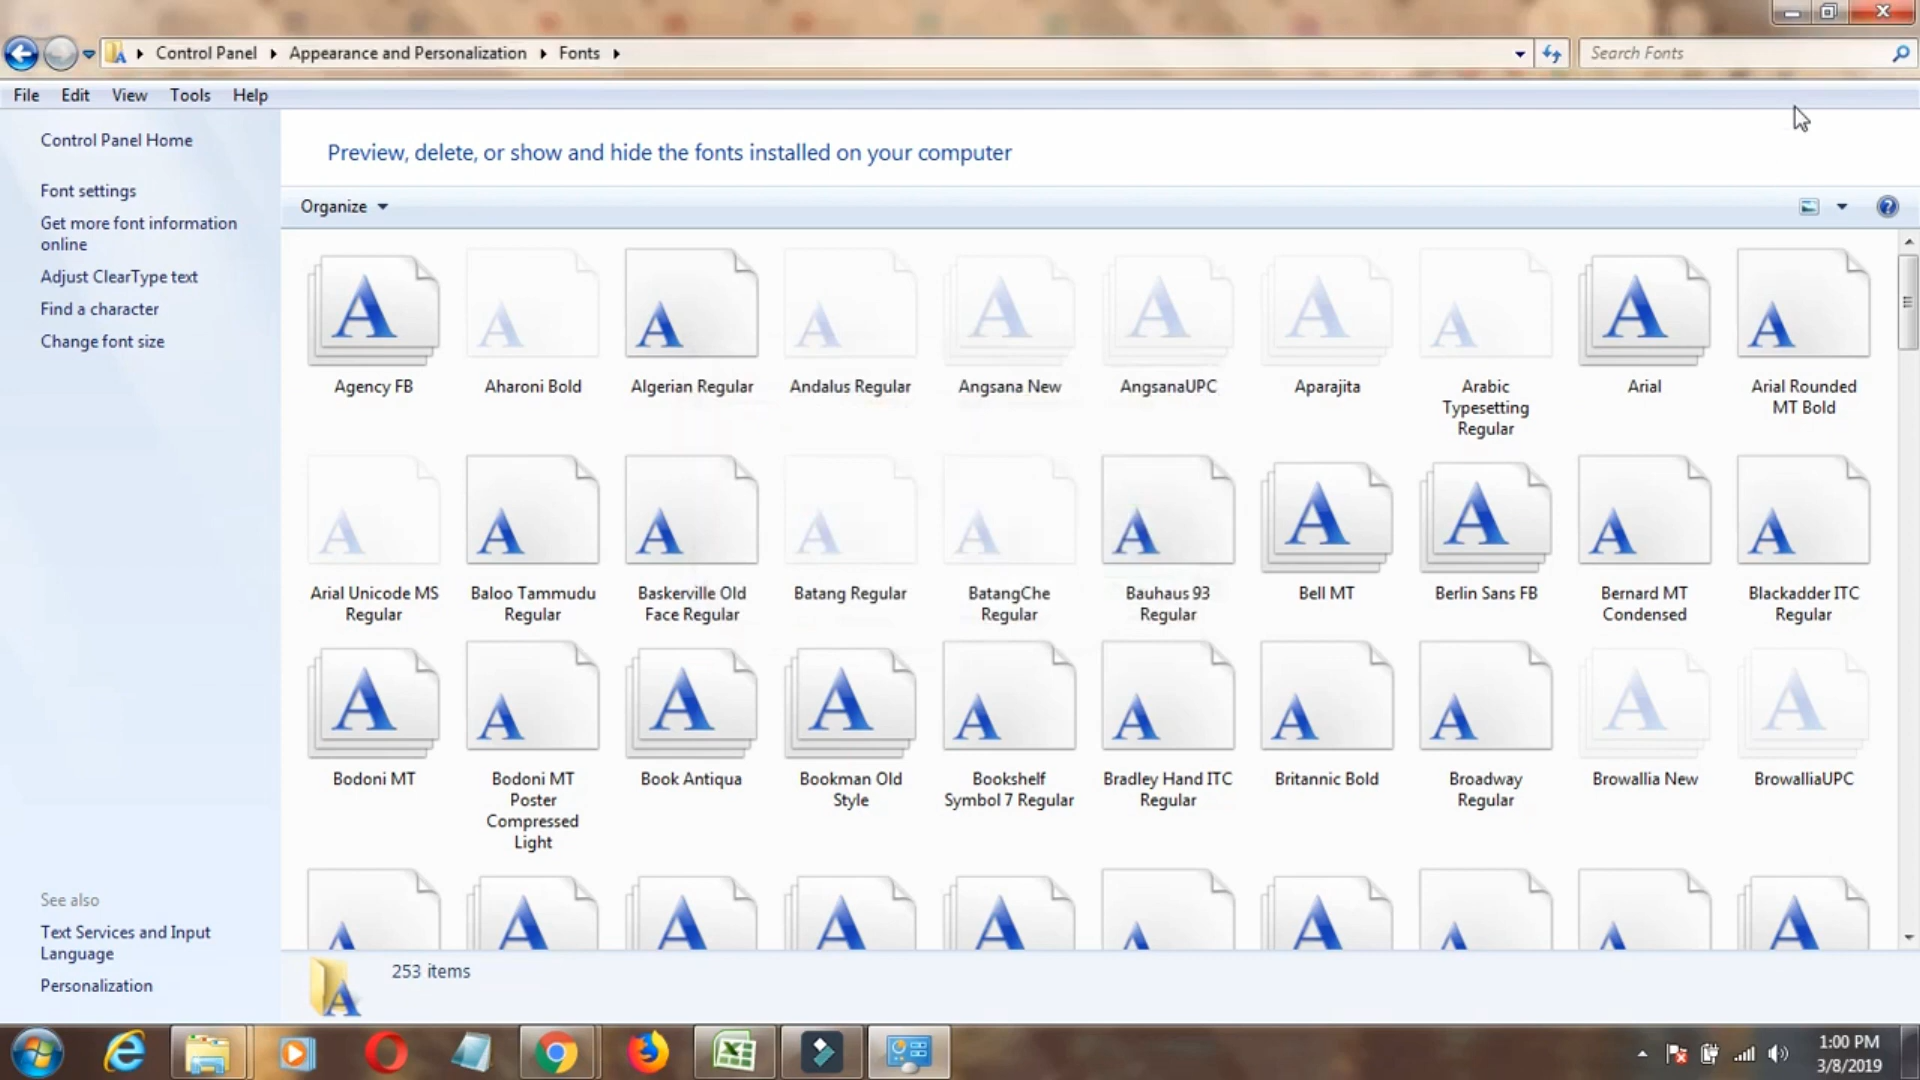 Control Panel Appearance and Personalization Fonts
Search Fonts
File Edit View Tools Help
Control Panel Home
Font settings
Get more font information
online
Adjust ClearType text
Find a character
Change font size
See also
Text Services and Input
Language
Personalization
Preview, delete, or show and hide the fonts installed on your computer
Organize
Agency FB
Aharoni Bold
Algerian Regular
Andalus Regular
Angsana New
AngsanaUPC
Aparajita
Arabic
Typesetting
Regular
Arial
Arial Rounded
MT Bold
Arial Unicode MS
Regular
Baloo Tammudu
Regular
Baskerville Old
Face Regular
Batang Regular
BatangChe
Regular
Bauhaus 93
Regular
Bell MT
Berlin Sans FB
Bernard MT
Condensed
Blackadder ITC
Regular
Bodoni MT
Bodoni MT
Poster
Compressed
Light
Book Antiqua
Bookman Old
Style
Bookshelf
Symbol 7 Regular
Bradley Hand ITC
Regular
Britannic Bold
Broadway
Regular
Browallia New
BrowalliaUPC
253 items
1:00 PM
3/8/2019